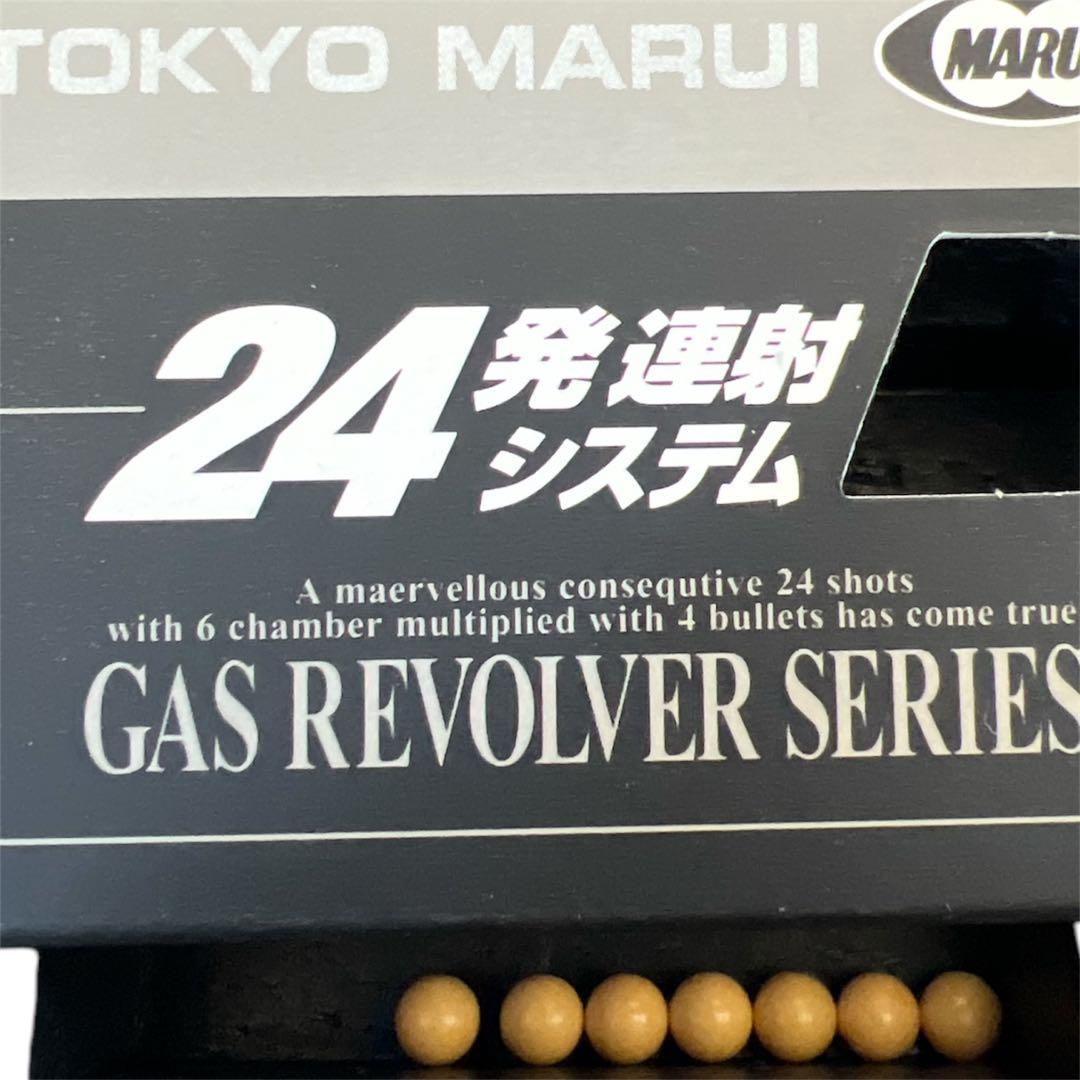 TOKYO MARUI
MARU
24発連射
システム
A maervellous consequtive 24 shots
with 6 chamber multiplied with 4 bullets has come true
GAS REVOLVER SERIES